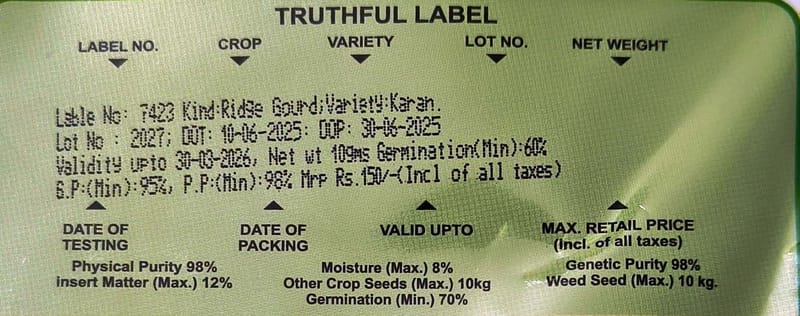 TRUTHFUL LABEL
LABEL NO. CROP VARIETY LOT NO. NET WEIGHT
Lable No: 7423 Kind:Ridge Gourd;Variety:Karan.
Lot No : 2027; DOT: 10-06-2025: DOP: 30-06-2025
Validity upto 30-03-2026, Net wt 10gms Germination(Min):60%
G.P:(Min):95%, P.P:(Min):98% Mrp Rs.150/-(Incl of all taxes)
DATE OF TESTING DATE OF PACKING VALID UPTO MAX. RETAIL PRICE
(Incl. of all taxes)
Physical Purity 98% Moisture (Max.) 8% Genetic Purity 98%
insert Matter (Max.) 12% Other Crop Seeds (Max.) 10kg Weed Seed (Max.) 10 kg.
Germination (Min.) 70%